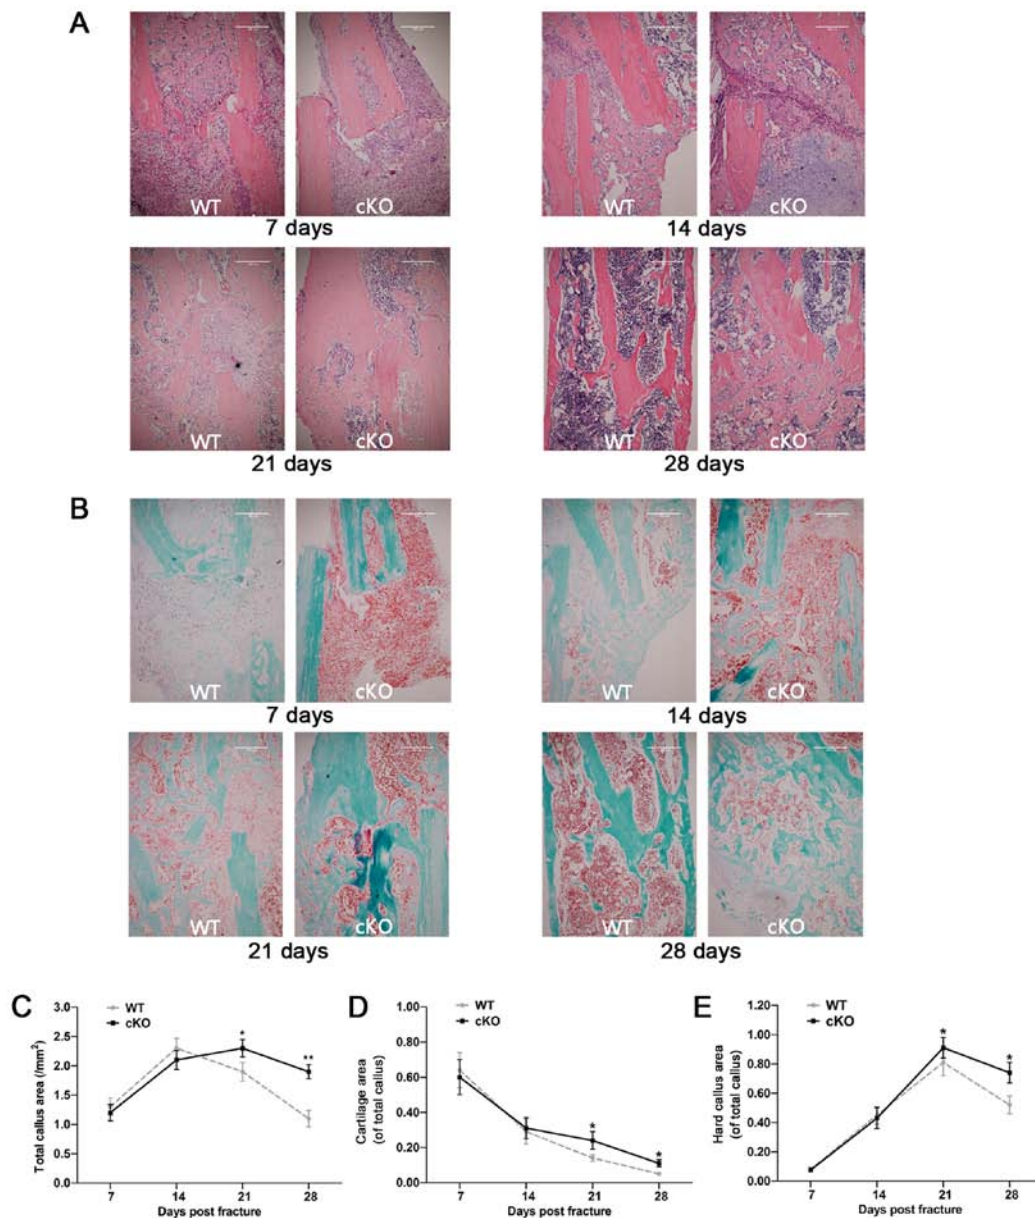 A
WT
cKO
WT
cKO
7 days
14 days
WT
cKO
WT
cKO
21 days
28 days
B
WT
cKO
WT
cKO
7 days
14 days
WT
cKO
WT
cKO
21 days
28 days
C
WT
cKO
Total callus area (/mm²)
3.0
2.5
2.0
1.5
1.0
0.5
0.0
*
**
7
14
21
28
Days post fracture
D
WT
cKO
Cartilage area
(of total callus)
1.00
0.80
0.60
0.40
0.20
0.00
*
*
7
14
21
28
Days post fracture
E
WT
cKO
Hard callus area
(of total callus)
1.20
1.00
0.80
0.60
0.40
0.20
0.00
*
*
7
14
21
28
Days post fracture